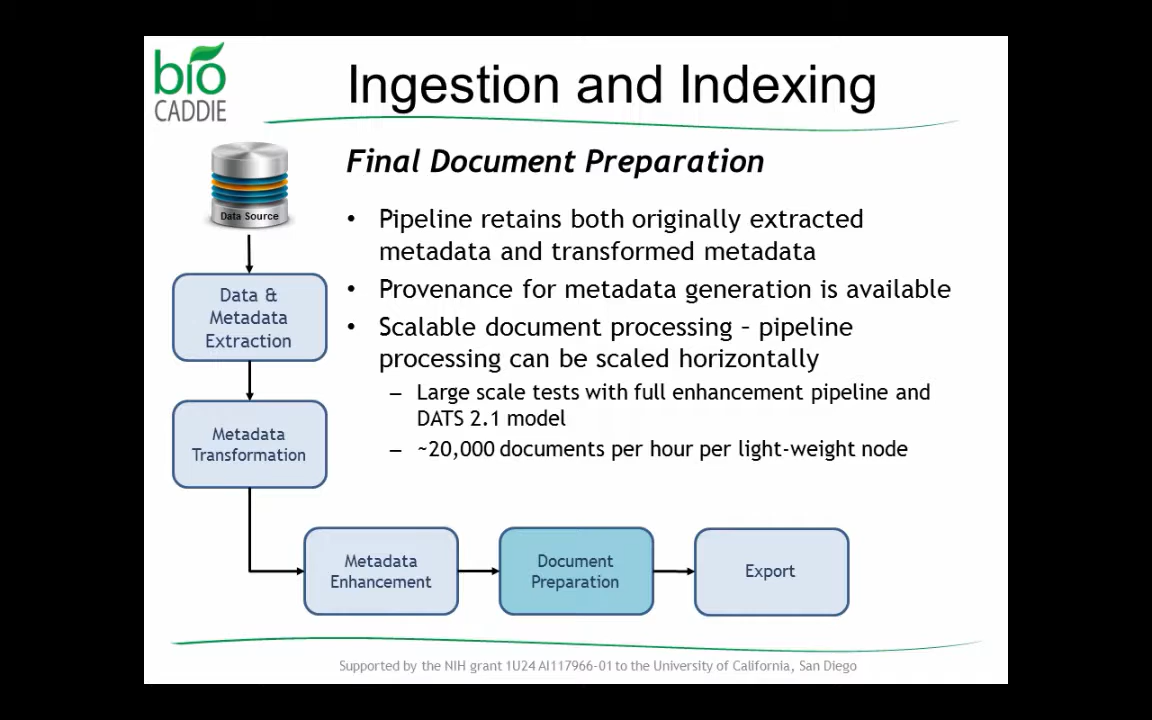 bio
CADDIE
Ingestion and Indexing
Final Document Preparation
• Pipeline retains both originally extracted
metadata and transformed metadata
• Provenance for metadata generation is available
• Scalable document processing – pipeline
processing can be scaled horizontally
– Large scale tests with full enhancement pipeline and
DATS 2.1 model
– ~20,000 documents per hour per light-weight node
Data Source
Data &
Metadata
Extraction
Metadata
Transformation
Metadata
Enhancement
Document
Preparation
Export
Supported by the NIH grant 1U24 AI117966-01 to the University of California, San Diego